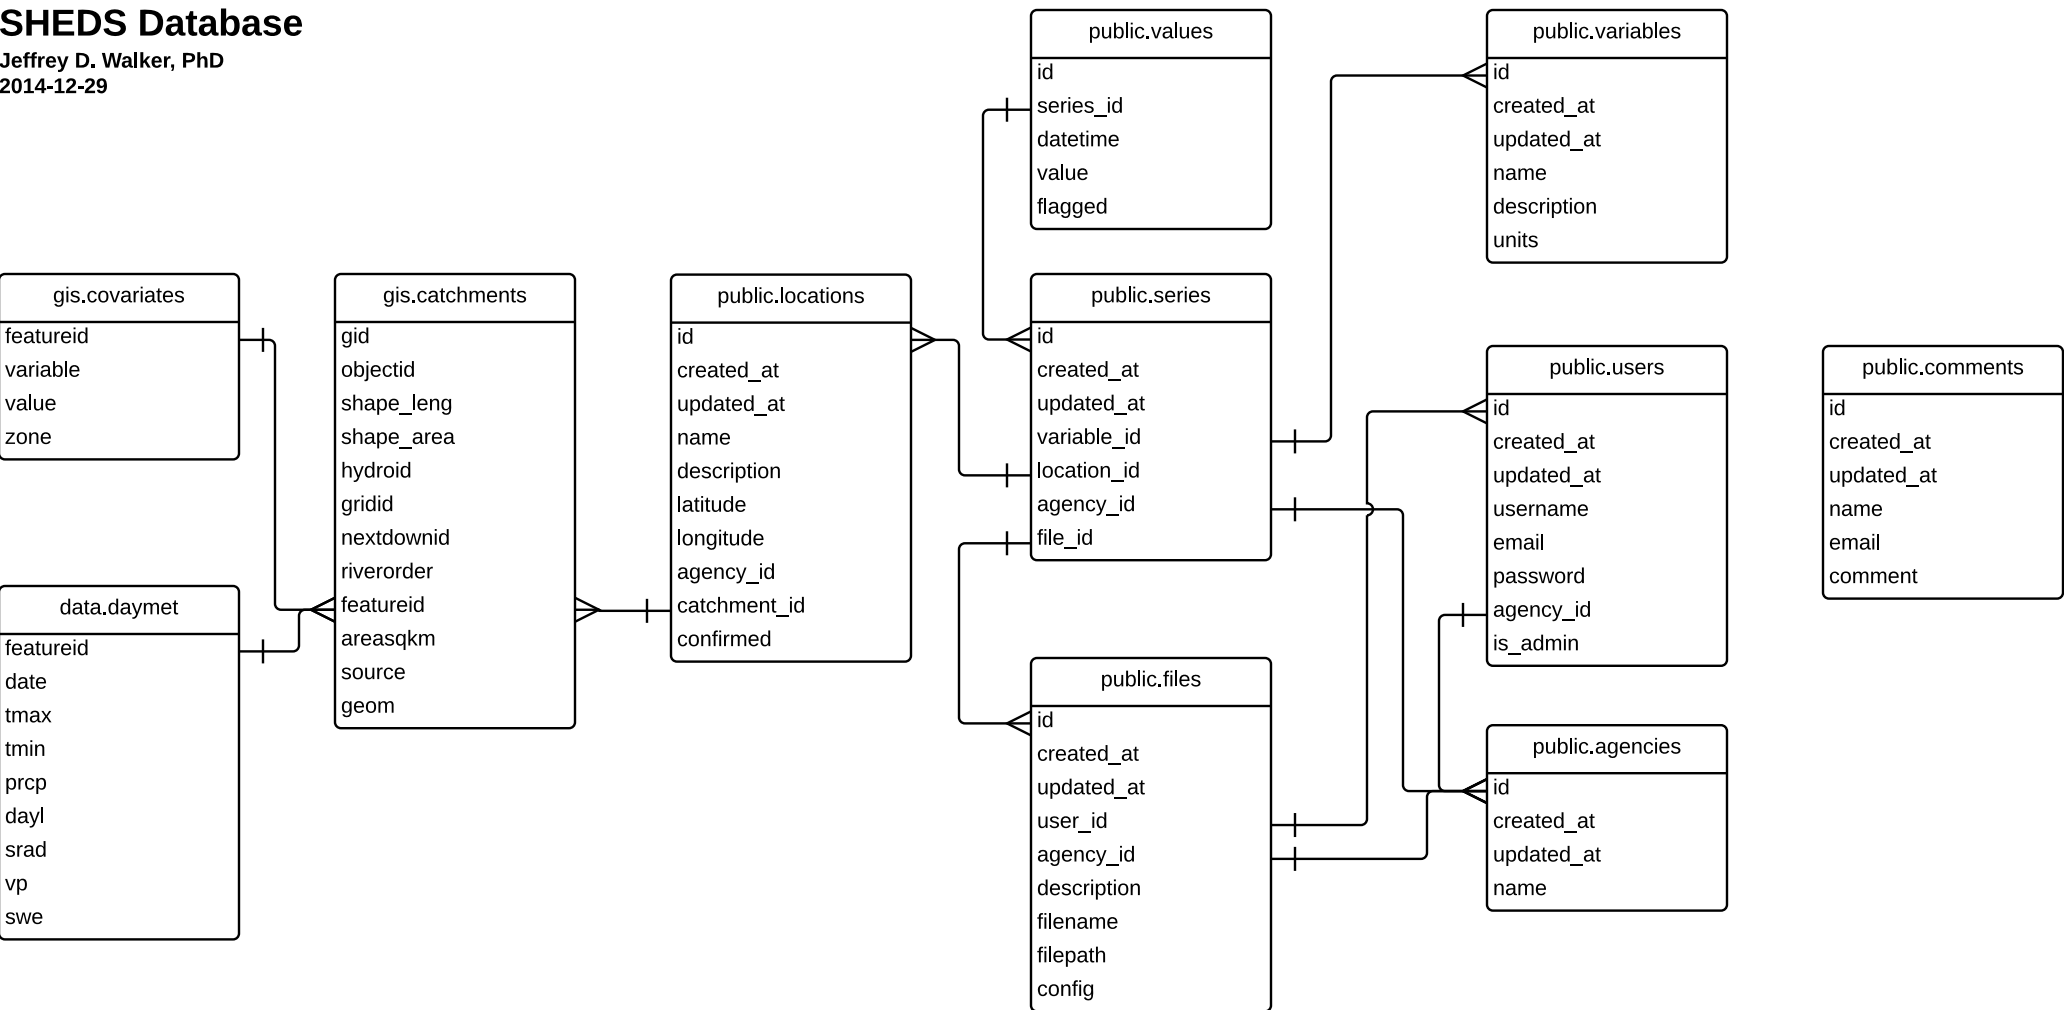 SHEDS Database
Jeffrey D. Walker, PhD
2014-12-29
public.values
id
series_id
datetime
value
flagged
public.variables
id
created_at
updated_at
name
description
units
gis.covariates
featureid
variable
value
zone
gis.catchments
gid
objectid
shape_leng
shape_area
hydroid
gridid
nextdownid
riverorder
featureid
areasqkm
source
geom
public.locations
id
created_at
updated_at
name
description
latitude
longitude
agency_id
catchment_id
confirmed
public.series
id
created_at
updated_at
variable_id
location_id
agency_id
file_id
public.users
id
created_at
updated_at
username
email
password
agency_id
is_admin
public.comments
id
created_at
updated_at
name
email
comment
data.daymet
featureid
date
tmax
tmin
prcp
dayl
srad
vp
swe
public.files
id
created_at
updated_at
user_id
agency_id
description
filename
filepath
config
public.agencies
id
created_at
updated_at
name